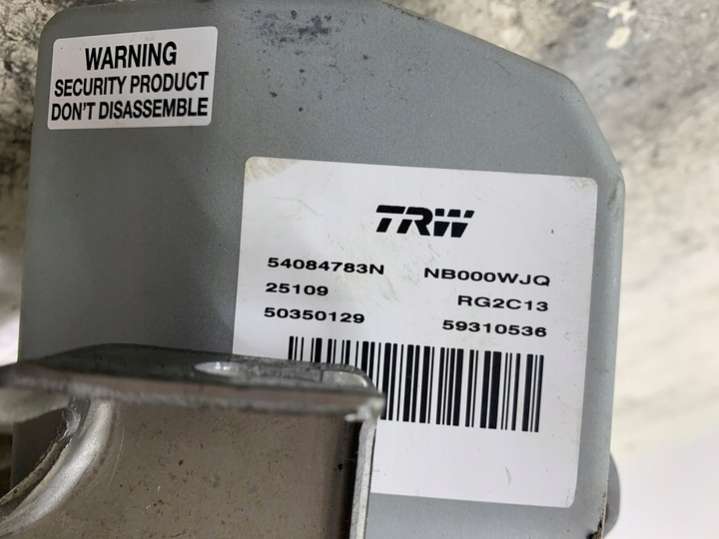 WARNING
SECURITY PRODUCT
DON'T DISASSEMBLE
TRW
54084783N NB000WJQ
25109 RG2C13
50350129 59310536